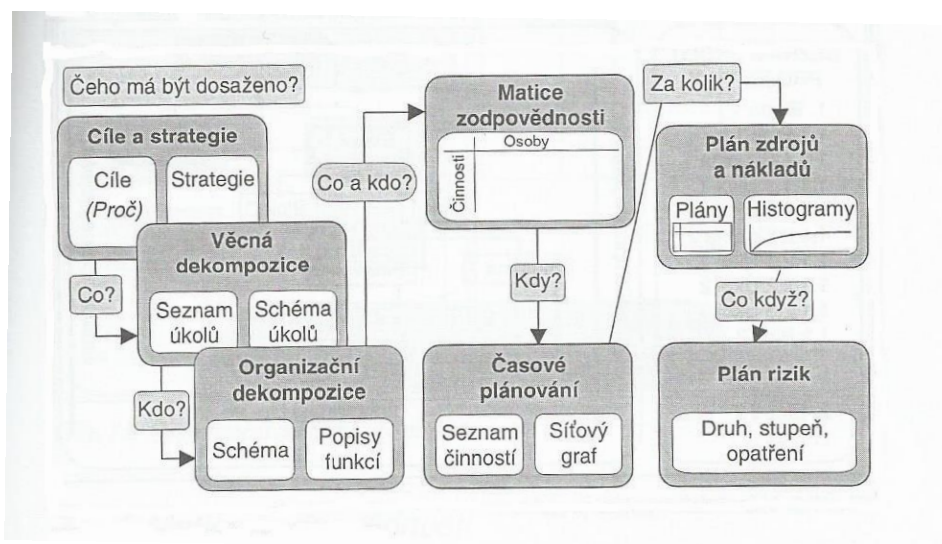 Čeho má být dosaženo?
Cíle a strategie
Cíle
(Proč)
Strategie
Co?
Věcná
dekompozice
Seznam
úkolů
Schéma
úkolů
Kdo?
Organizační
dekompozice
Schéma
Popisy
funkcí
Co a kdo?
Matice
zodpovědnosti
Osoby
Činnosti
Kdy?
Časové
plánování
Seznam
činností
Síťový
graf
Za kolik?
Plán zdrojů
a nákladů
Plány
Histogramy
Co když?
Plán rizik
Druh, stupeň,
opatření